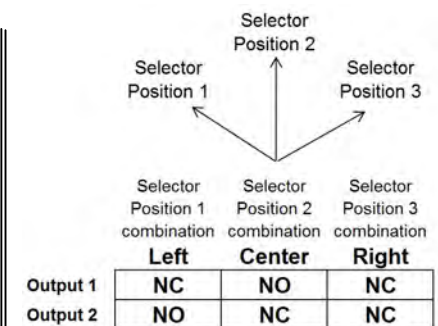 Selector
Position 2
Selector
Position 1
Selector
Position 3
Selector Selector Selector
Position 1 Position 2 Position 3
combination combination combination
Left Center Right
Output 1 NC NO NC
Output 2 NO NC NC